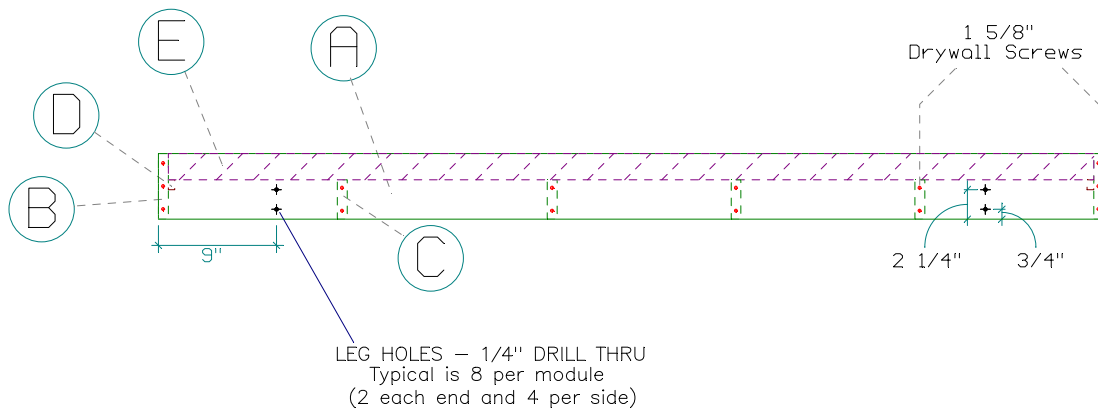 E
A
1 5/8"
Drywall Screws
D
B
C
9"
2 1/4"
3/4"
LEG HOLES – 1/4" DRILL THRU
Typical is 8 per module
(2 each end and 4 per side)